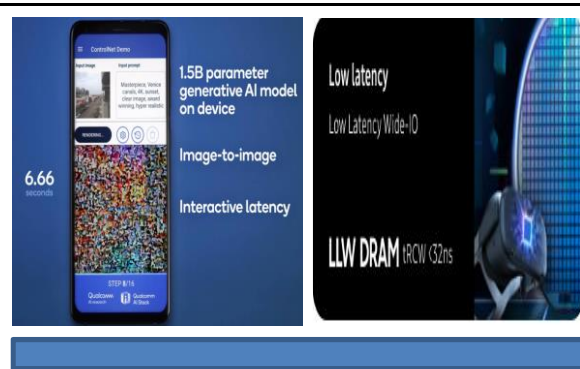 ControlNet Demo
Input image
Input prompt
Masterpiece, Venice
canals, 4K, sunset,
clear image, award
winning, hyper realistic
RENDERING...
STEP 8/16
Qualcomm
AI research
Qualcomm
AI Stack
6.66
seconds
1.5B parameter
generative AI model
on device
Image-to-image
Interactive latency
Low latency
Low Latency Wide-IO
LLW DRAM tRCW <32ns